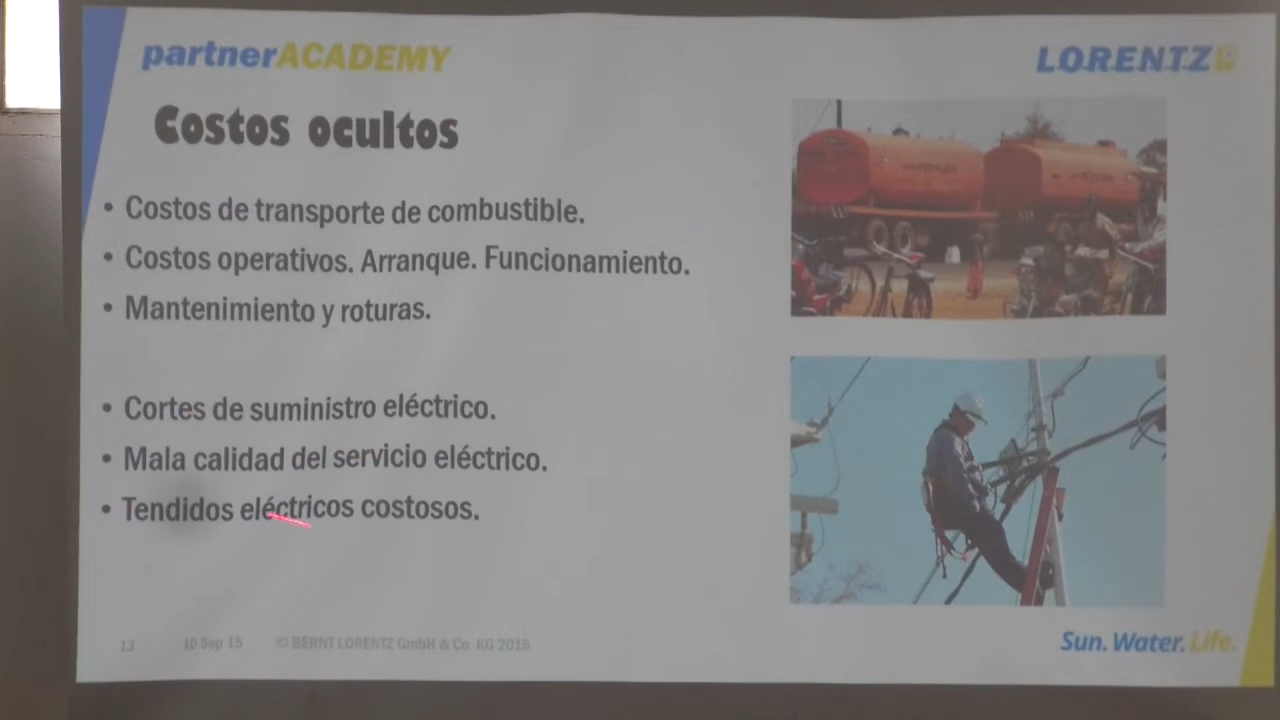 partnerACADEMY
LORENTZ
Costos ocultos
• Costos de transporte de combustible.
• Costos operativos. Arranque. Funcionamiento.
• Mantenimiento y roturas.
• Cortes de suministro eléctrico.
• Mala calidad del servicio eléctrico.
• Tendidos eléctricos costosos.
13 10 Sep 15 © BERNT LORENTZ GmbH & Co. KG 2015
Sun. Water. Life.